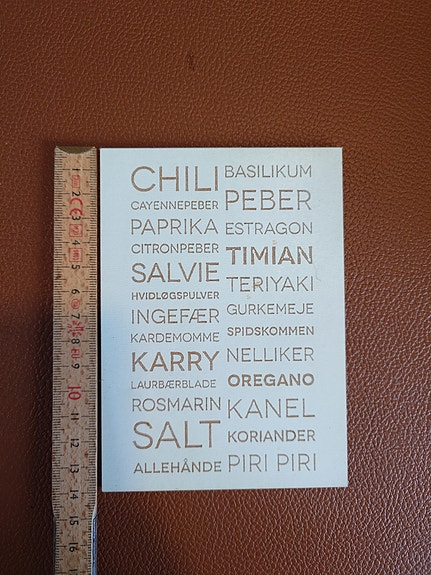 CHILI
CAYENNEPEBER
PAPRIKA
CITRONPEBER
SALVIE
HVIDLØGSPULVER
INGEFÆR
KARDEMOMME
KARRY
LAURBÆRBLADE
ROSMARIN
SALT
ALLEHÅNDE
BASILIKUM
PEBER
ESTRAGON
TIMIAN
TERIYAKI
GURKEMEJE
SPIDSKOMMEN
NELLIKER
OREGANO
KANEL
KORIANDER
PIRI PIRI
1
2
3
4
5
6
7
8
9
10
11
12
13
14
15